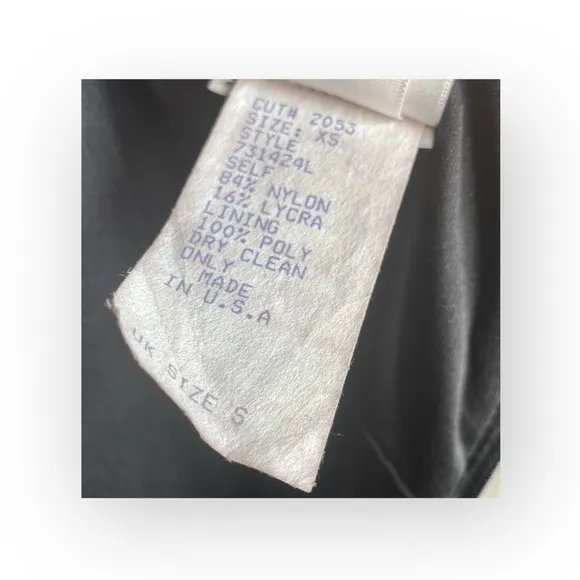 CUT# 2053
SIZE: XS
STYLE
731424L
SELF
84% NYLON
16% LYCRA
LINING
100% POLY
DRY CLEAN
ONLY
MADE
IN U.S.A
UK SIZE S